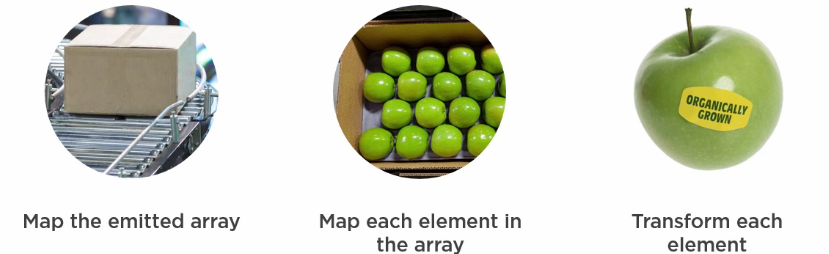 ORGANICALLY
GROWN
Map the emitted array
Map each element in
the array
Transform each
element